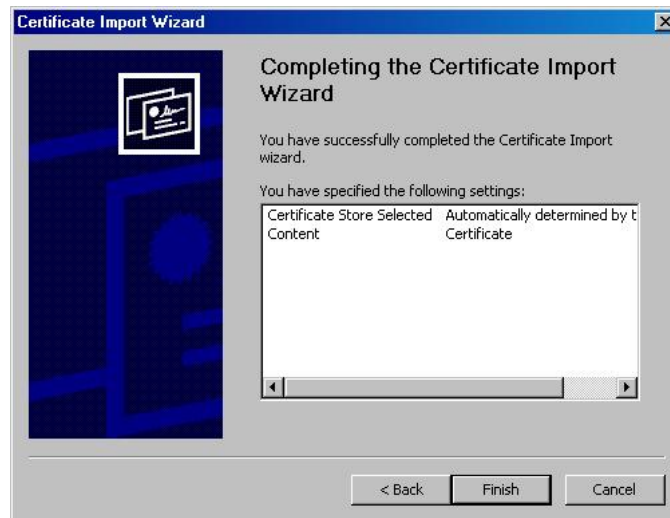 Certificate Import Wizard
Completing the Certificate Import
Wizard
You have successfully completed the Certificate Import
wizard.
You have specified the following settings:
Certificate Store Selected Automatically determined by t
Content Certificate
< Back Finish Cancel